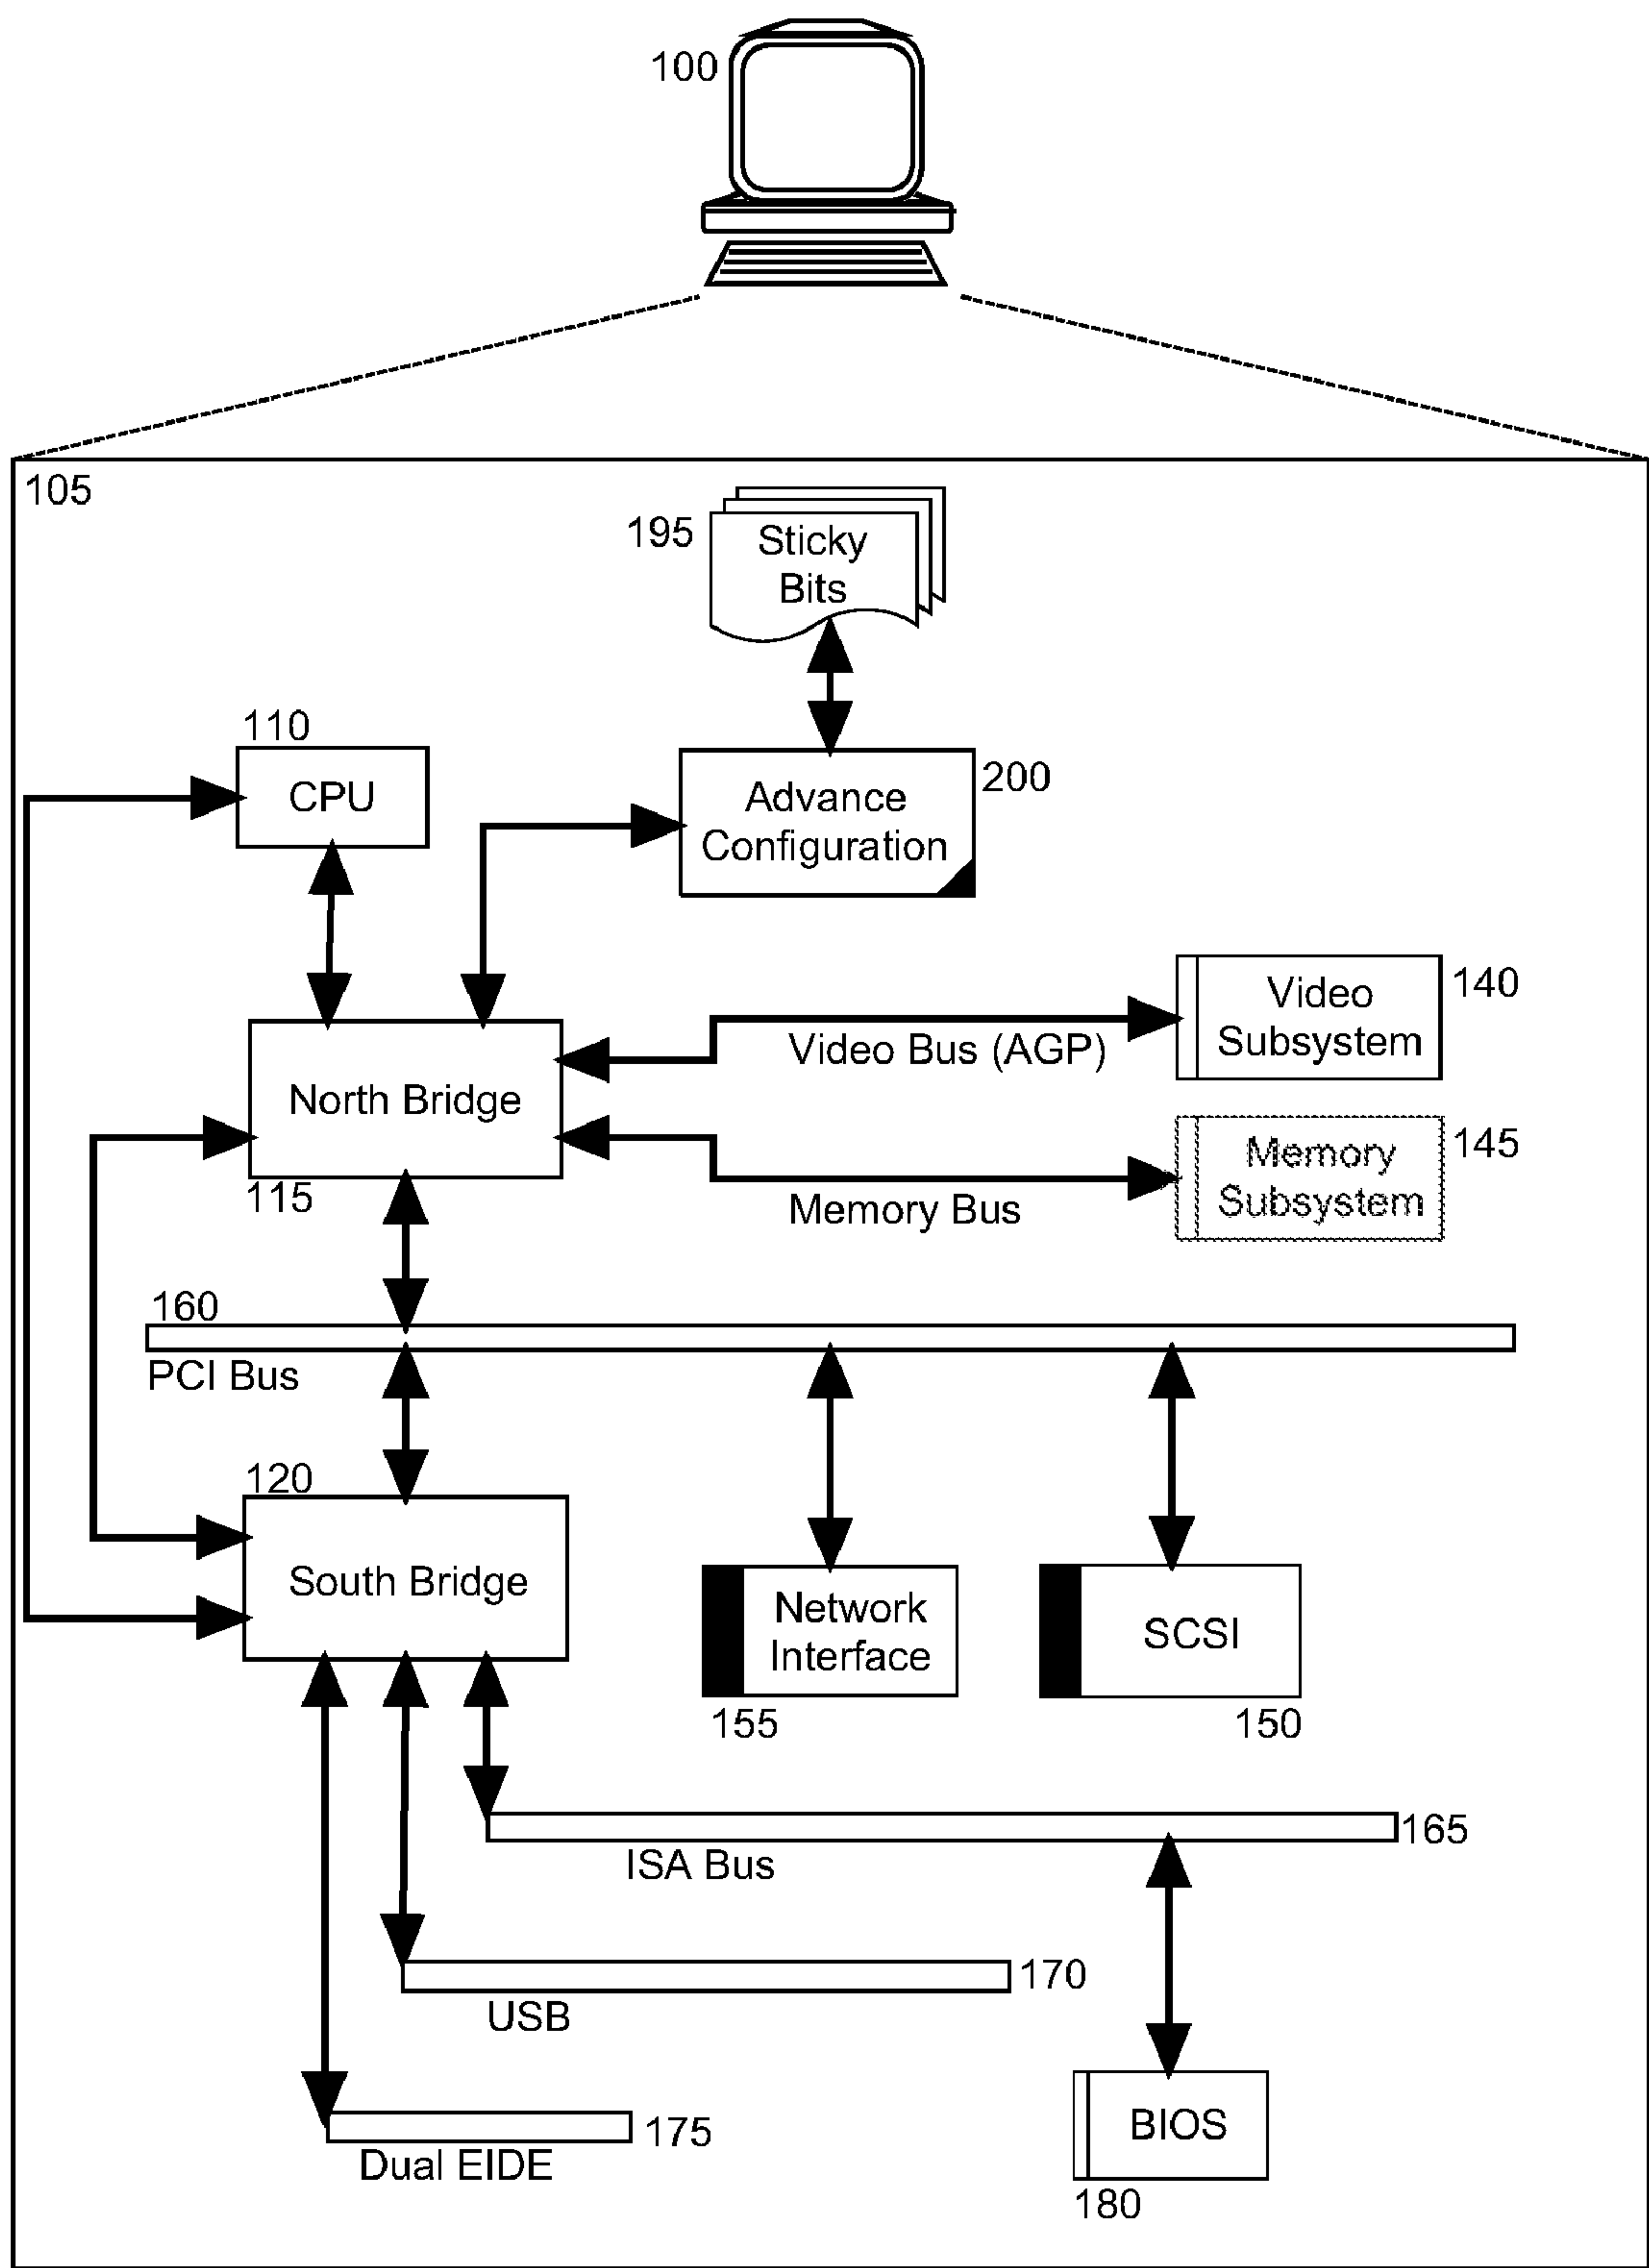 100
105
195
Sticky
Bits
110
CPU
Advance
Configuration
200
Video
Subsystem
140
Video Bus (AGP)
North Bridge
115
Memory
Subsystem
145
Memory Bus
160
PCI Bus
120
South Bridge
Network
Interface
155
SCSI
150
165
ISA Bus
170
USB
175
Dual EIDE
BIOS
180